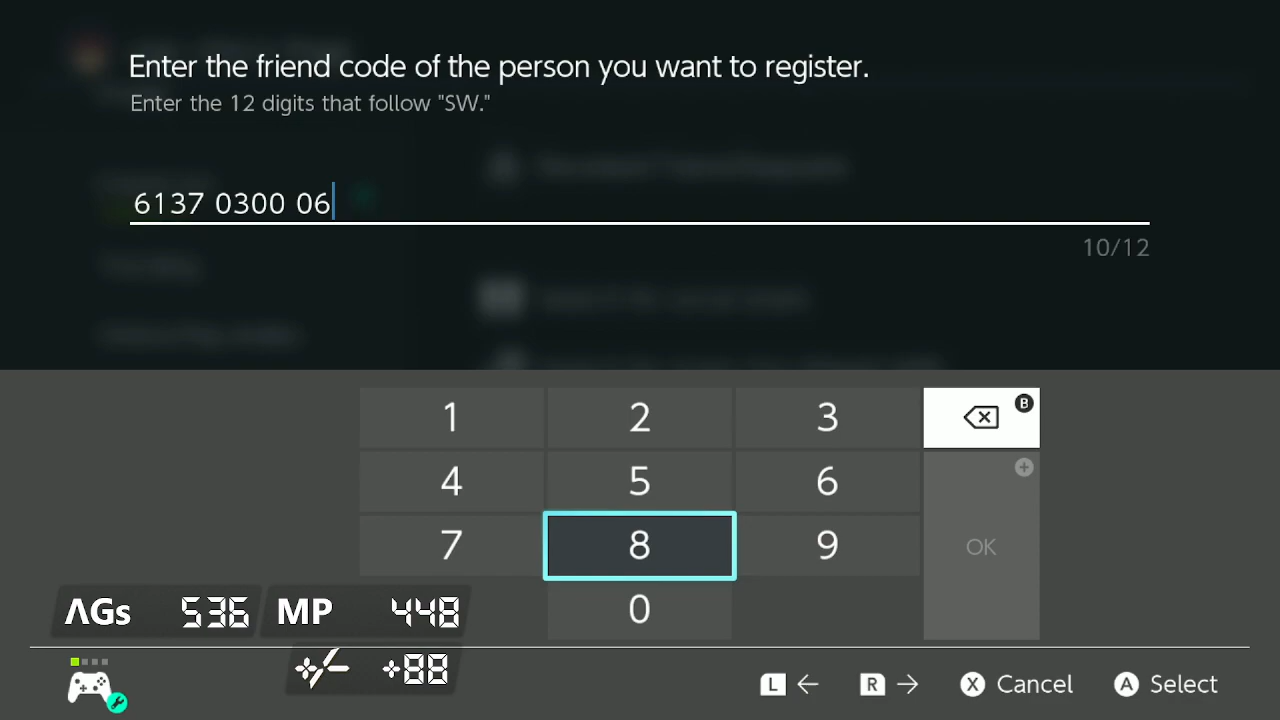 Enter the friend code of the person you want to register.
Enter the 12 digits that follow "SW."
6137 0300 06
10/12
1 2 3 B
4 5 6 +
7 8 9 OK
0
ΛGs 536 MP 448
+/- +88
L ← R → X Cancel A Select